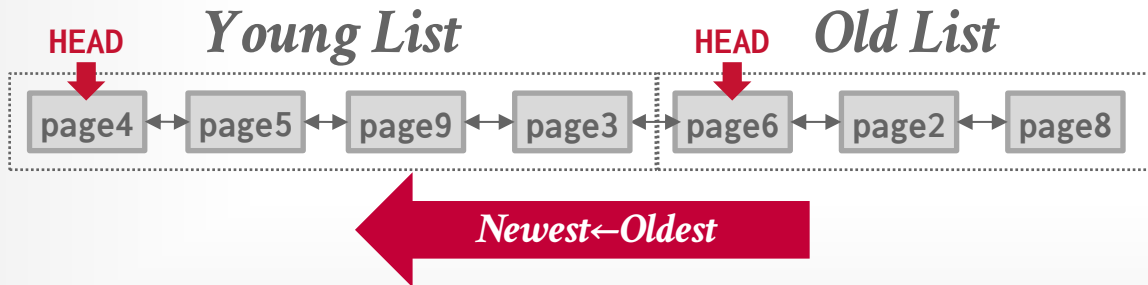 Young List
Old List
HEAD
HEAD
page4
page5
page9
page3
page6
page2
page8
Newest←Oldest